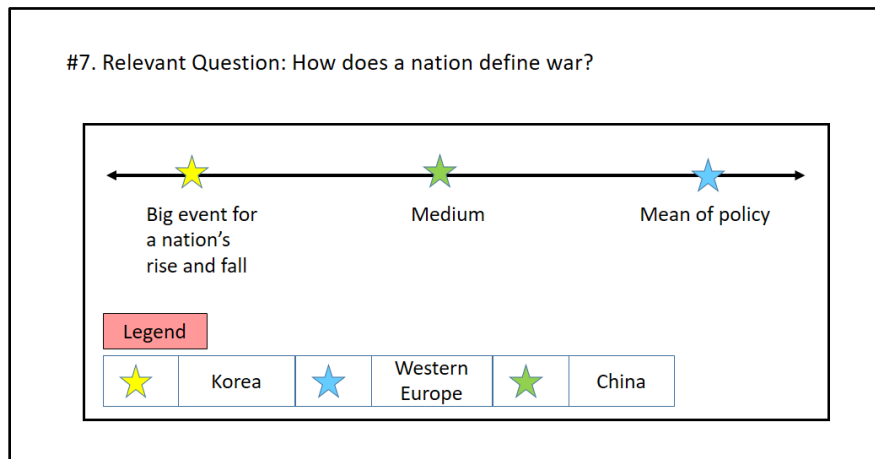 #7. Relevant Question: How does a nation define war?
Big event for
a nation's
rise and fall
Medium
Mean of policy
Legend
Korea
Western
Europe
China